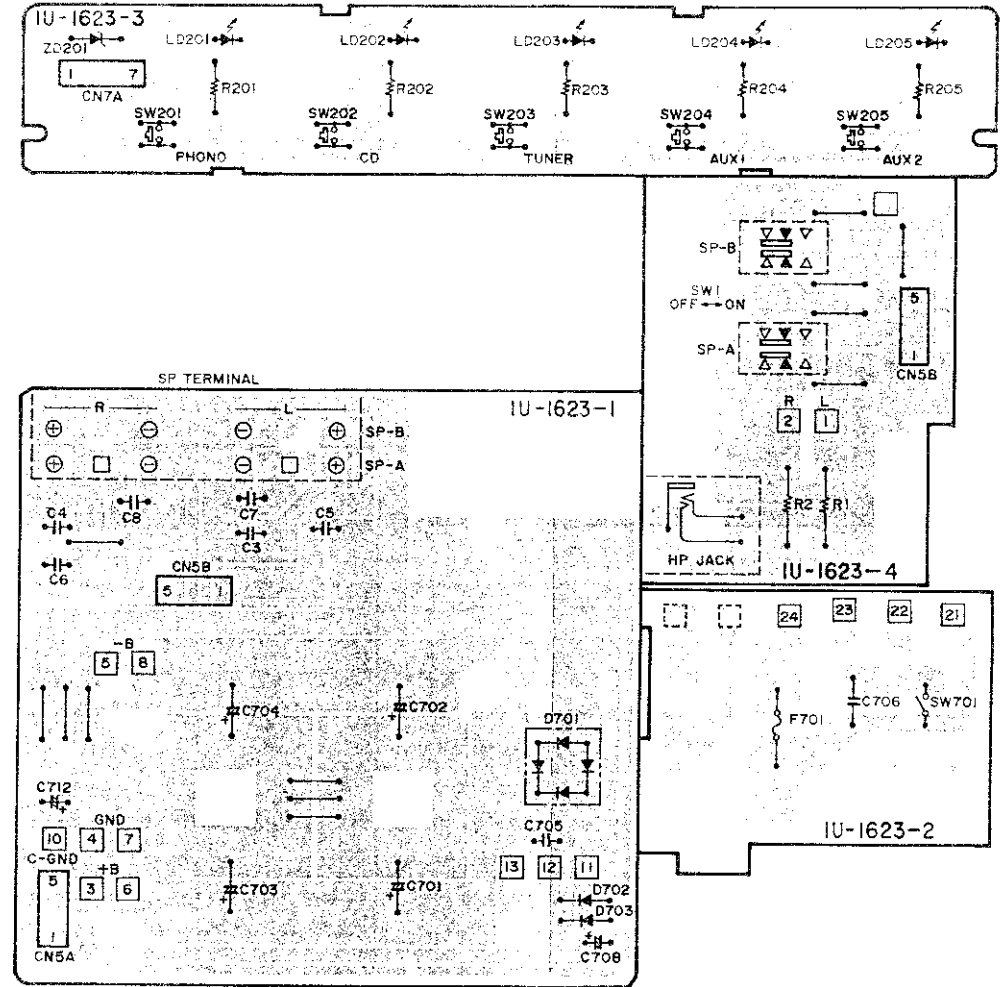 1U-1623-3
ZD201
LD201 LD202 LD203 LD204 LD205
1 7
CN7A
R201 R202 R203 R204 R205
SW201 SW202 SW203 SW204 SW205
PHONO CD TUNER AUX1 AUX2
SP-B
SW1
OFF ON
5
SP-A
1
CN5B
SP TERMINAL
R L
1U-1623-1
R L
2 1
SP-B
SP-A
C4 C8 C7 C5
C3
R2 R1
C6
CN5B
5 1
HP JACK
1U-1623-4
24 23 22 21
-B
5 8
C704 C702
D701
F701 C706 SW701
C712
GND
10 4 7
C705
1U-1623-2
C-GND
+B
13 12 11
5
3 6
C703 C701
D702
D703
1
CN5A
C708